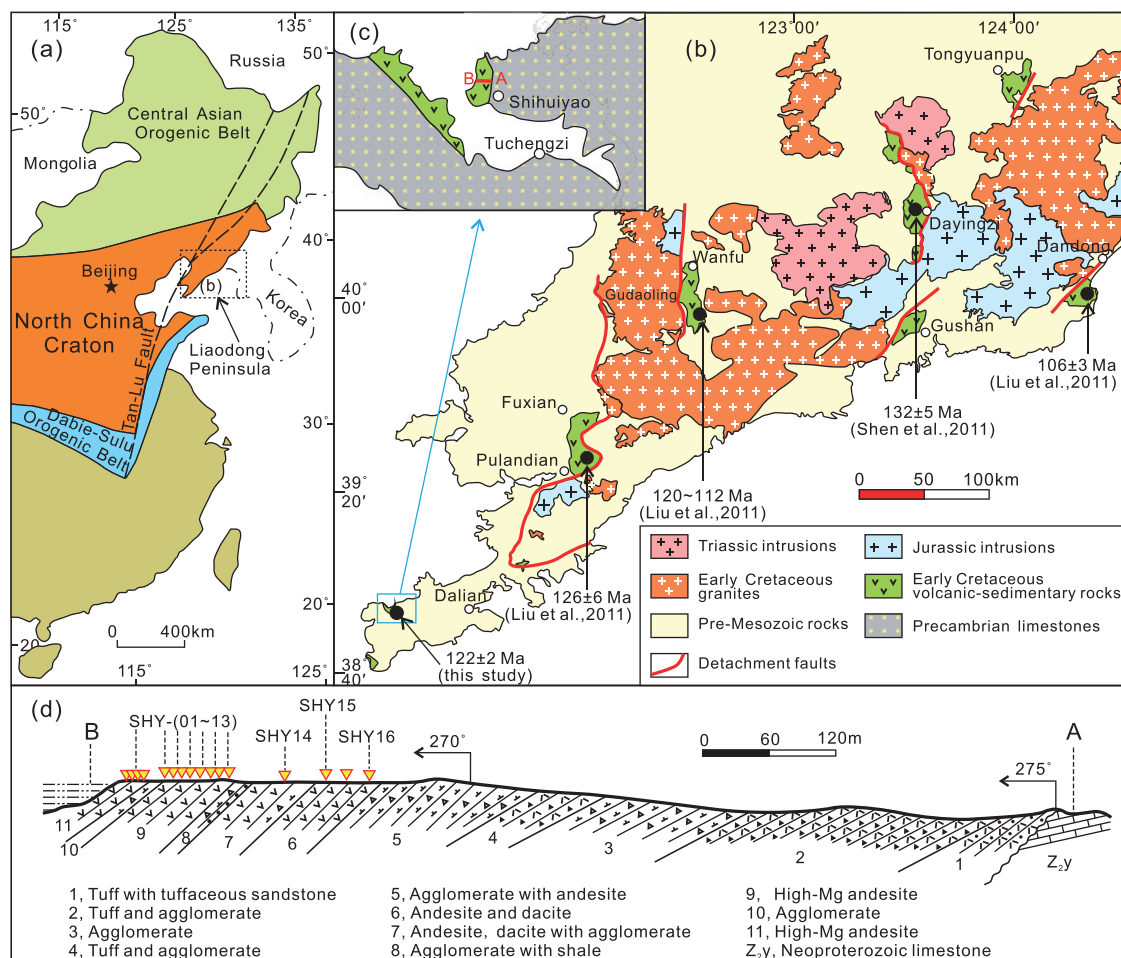 115°
125°
135°
(a)
Russia
50°
Central Asian
Orogenic Belt
Mongolia
Beijing
40°
(b)
Korea
North China
Craton
Liaodong
Peninsula
Tan-Lu Fault
Dabie-Sulu
Orogenic Belt
30°
20°
0 400km
20°
115°
125°
50°
(c)
B A
Shihuiyao
Tuchengzi
123°00′
124°00′
(b)
Tongyuanpu
Dayingzi
Dandong
Wanfu
Gudaoling
40°
00′
Gushan
106±3 Ma
(Liu et al.,2011)
132±5 Ma
(Shen et al.,2011)
Fuxian
Pulandian
39°
20′
120~112 Ma
(Liu et al.,2011)
0 50 100km
126±6 Ma
(Liu et al.,2011)
Dalian
38°
40′
122±2 Ma
(this study)
Triassic intrusions
Jurassic intrusions
Early Cretaceous
granites
Early Cretaceous
volcanic-sedimentary rocks
Pre-Mesozoic rocks
Precambrian limestones
Detachment faults
(d)
B
SHY-(01~13)
SHY14
SHY15
SHY16
270°
0 60 120m
275°
A
11
10
9
8
7
6
5
4
3
2
1
Z₂y
1, Tuff with tuffaceous sandstone
2, Tuff and agglomerate
3, Agglomerate
4, Tuff and agglomerate
5, Agglomerate with andesite
6, Andesite and dacite
7, Andesite, dacite with agglomerate
8, Agglomerate with shale
9, High-Mg andesite
10, Agglomerate
11, High-Mg andesite
Z₂y, Neoproterozoic limestone